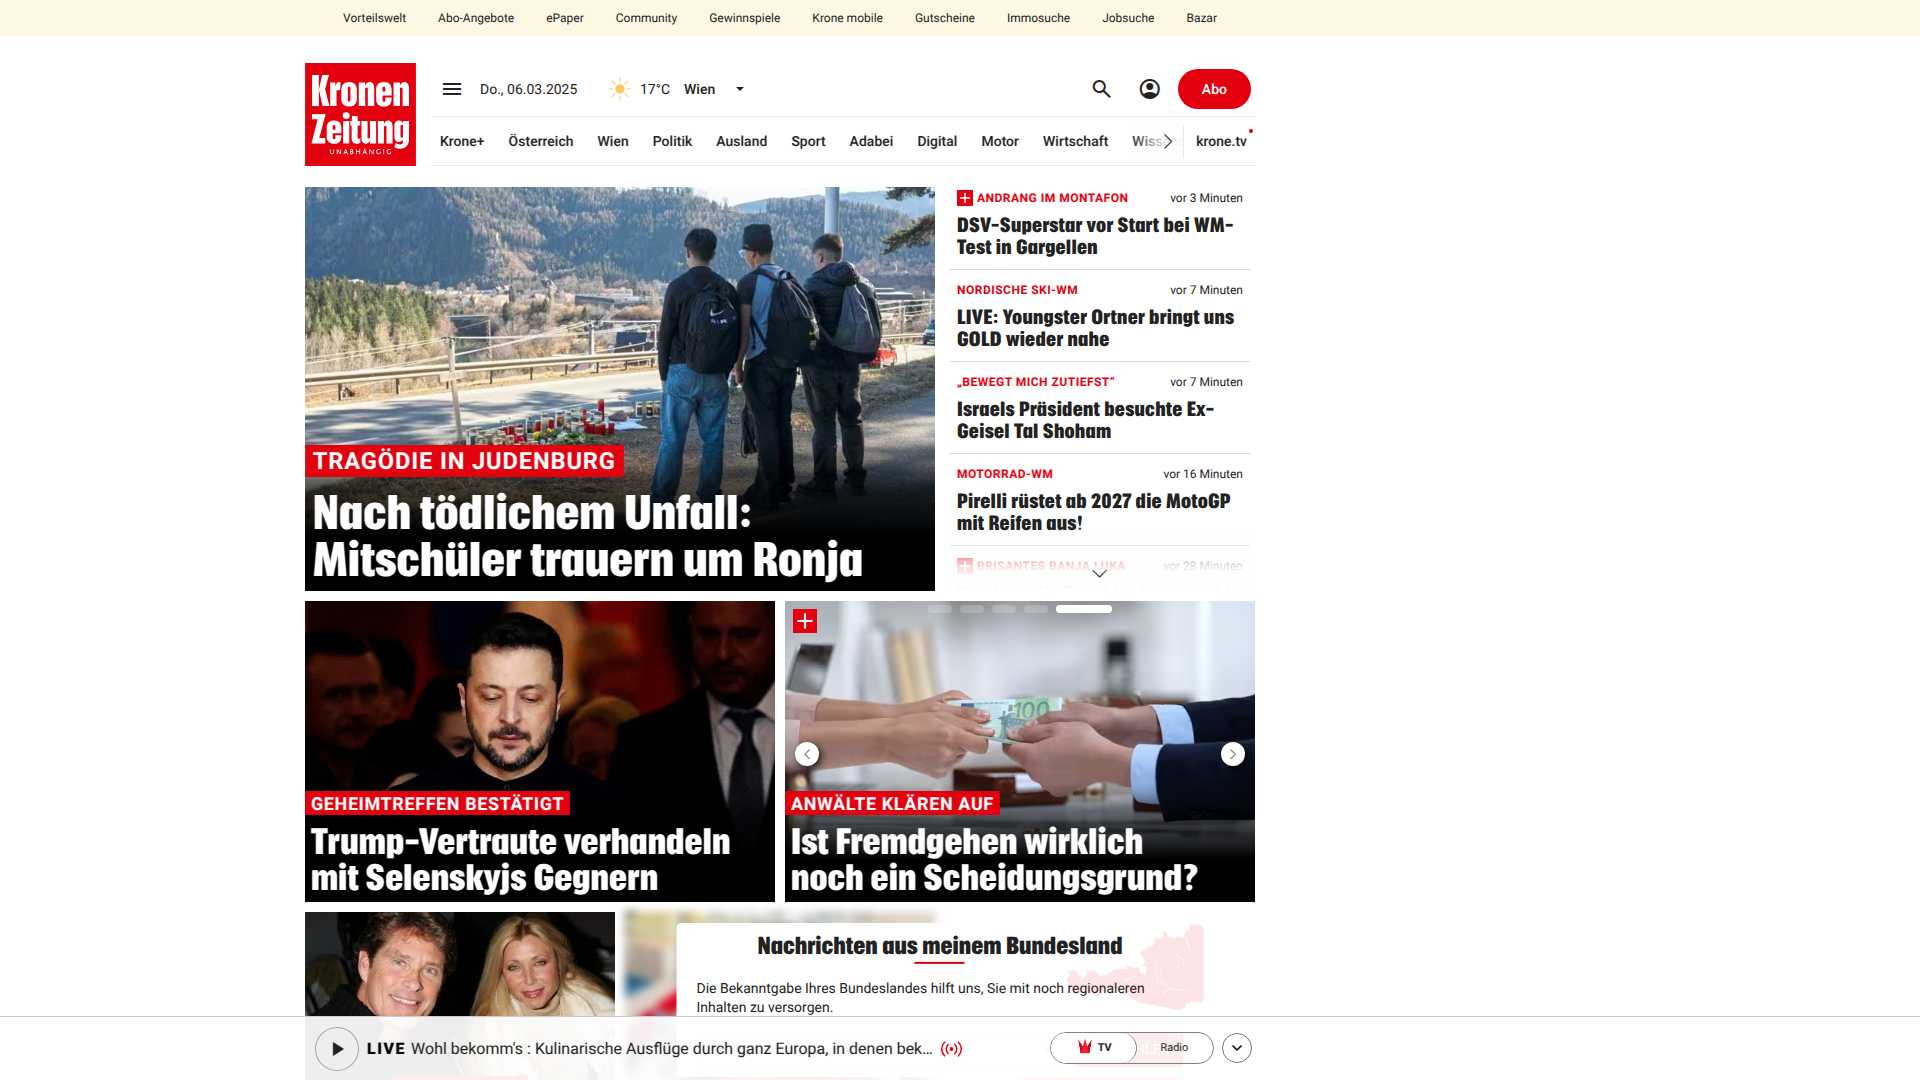 Vorteilswelt Abo-Angebote ePaper Community Gewinnspiele Krone mobile Gutscheine Immosuche Jobsuche Bazar
Kronen
Zeitung
UNABHÄNGIG
Do., 06.03.2025 17°C Wien
Abo
Krone+ Österreich Wien Politik Ausland Sport Adabei Digital Motor Wirtschaft krone.tv
TRAGÖDIE IN JUDENBURG
Nach tödlichem Unfall:
Mitschüler trauern um Ronja
ANDRANG IM MONTAFON vor 3 Minuten
DSV-Superstar vor Start bei WM-
Test in Gargellen
NORDISCHE SKI-WM vor 7 Minuten
LIVE: Youngster Ortner bringt uns
GOLD wieder nahe
„BEWEGT MICH ZUTIEFST“ vor 7 Minuten
Israels Präsident besuchte Ex-
Geisel Tal Shoham
MOTORRAD-WM vor 16 Minuten
Pirelli rüstet ab 2027 die MotoGP
mit Reifen aus!
BRISANTES BANJA LUKA vor 28 Minuten
GEHEIMTREFFEN BESTÄTIGT
Trump-Vertraute verhandeln
mit Selenskyjs Gegnern
100
ANWÄLTE KLÄREN AUF
Ist Fremdgehen wirklich
noch ein Scheidungsgrund?
Nachrichten aus meinem Bundesland
Die Bekanntgabe Ihres Bundeslandes hilft uns, Sie mit noch regionaleren
Inhalten zu versorgen.
LIVE Wohl bekomm's : Kulinarische Ausflüge durch ganz Europa, in denen bek...
TV Radio